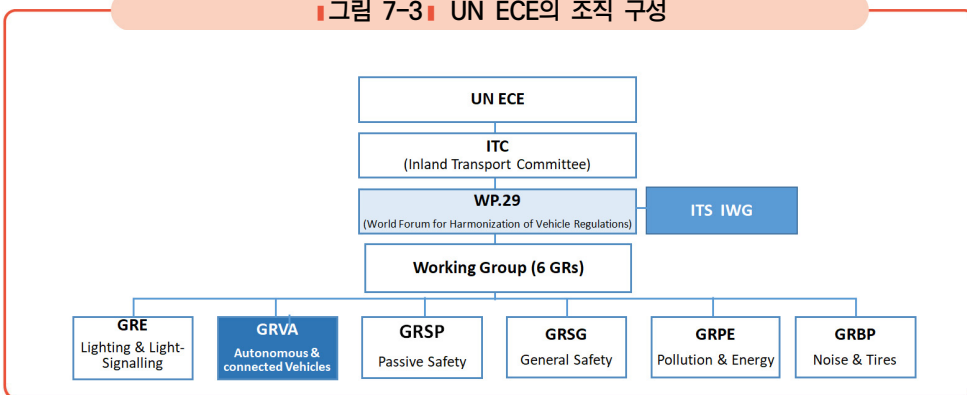 ▮그림 7-3▮ UN ECE의 조직 구성
UN ECE
ITC
(Inland Transport Committee)
WP.29
(World Forum for Harmonization of Vehicle Regulations)
ITS IWG
Working Group (6 GRs)
GRE
Lighting & Light-
Signalling
GRVA
Autonomous &
connected Vehicles
GRSP
Passive Safety
GRSG
General Safety
GRPE
Pollution & Energy
GRBP
Noise & Tires